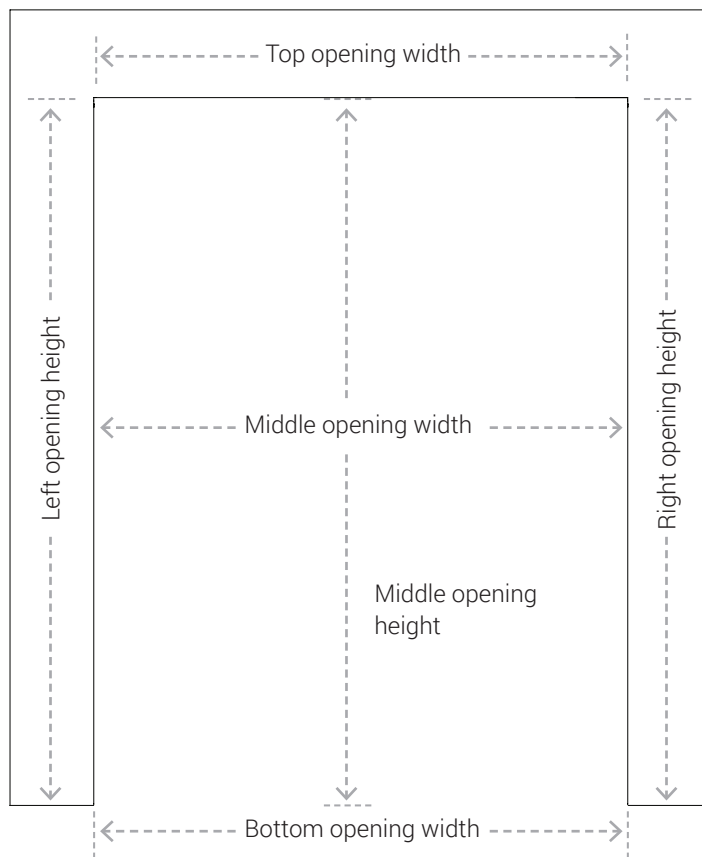 Top opening width
Left opening height
Right opening height
Middle opening width
Middle opening
height
Bottom opening width